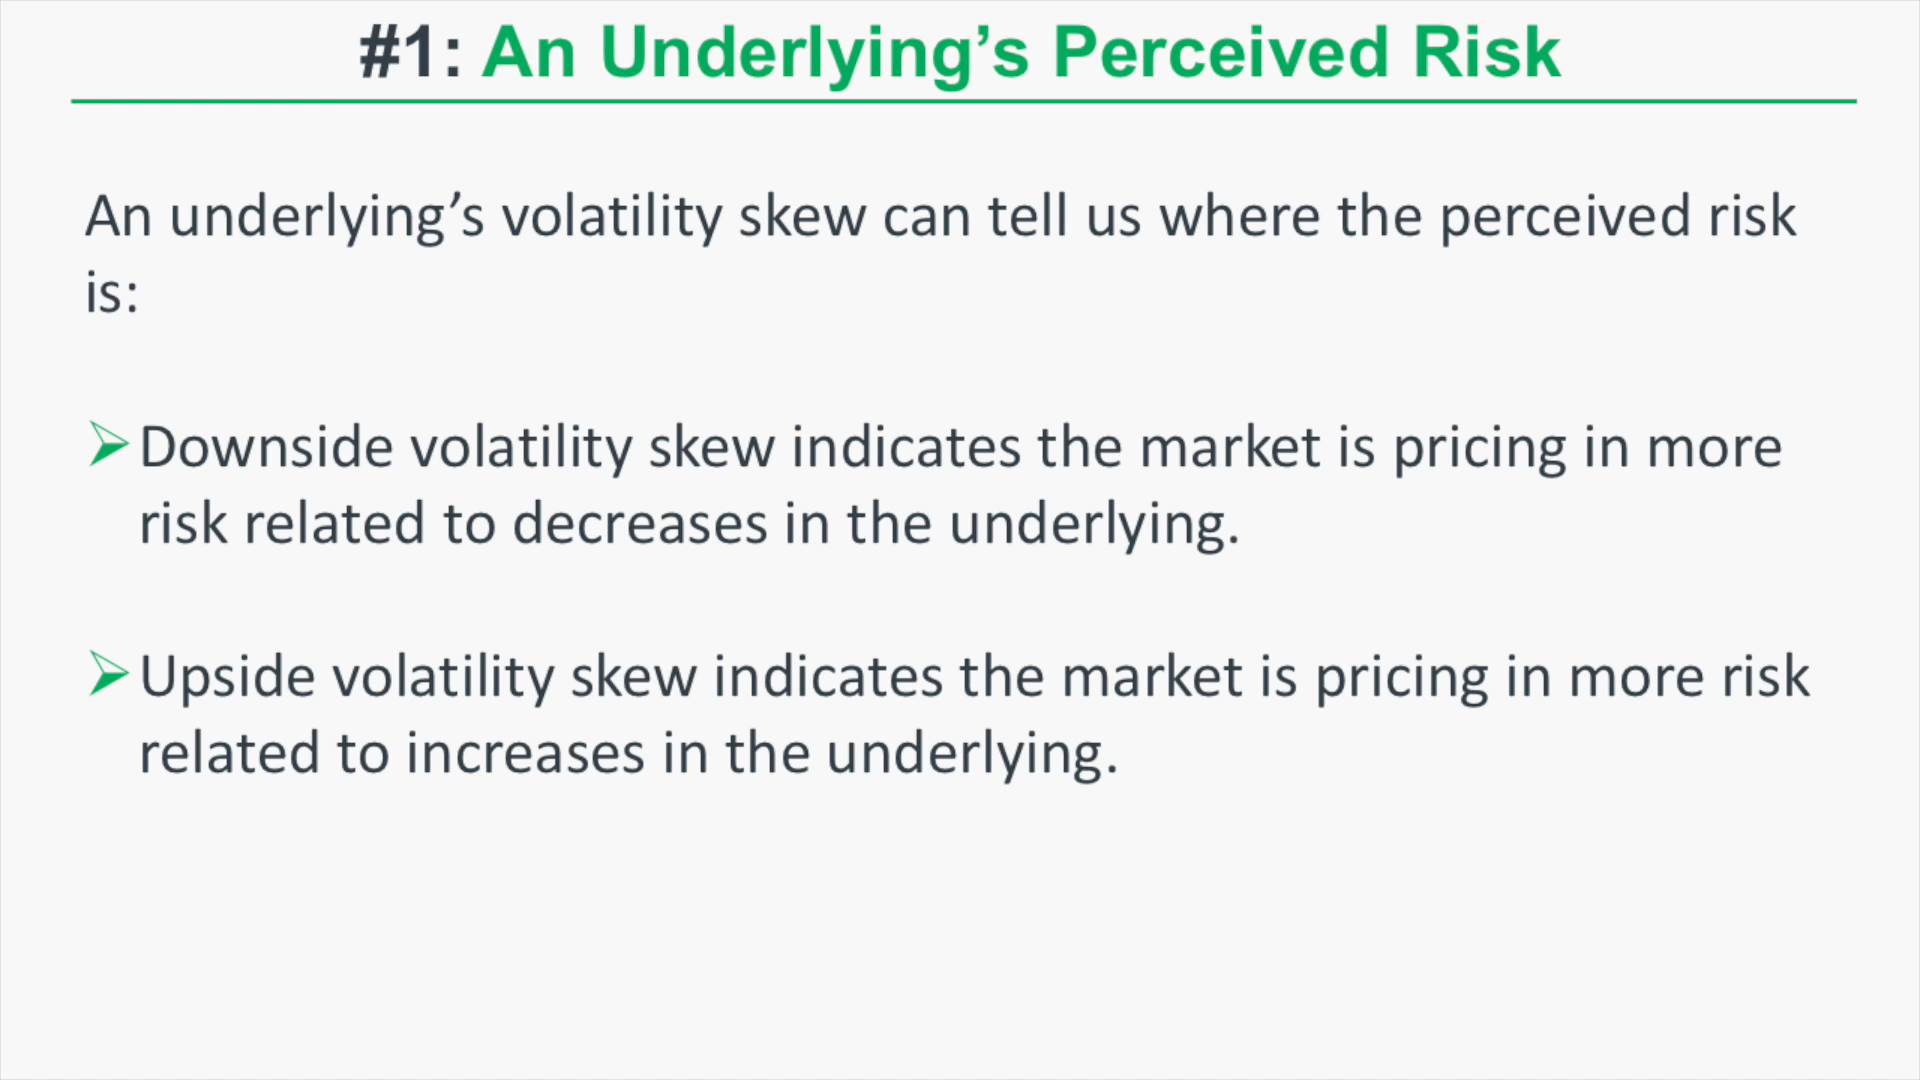 #1: An Underlying’s Perceived Risk
An underlying’s volatility skew can tell us where the perceived risk
is:
Downside volatility skew indicates the market is pricing in more
risk related to decreases in the underlying.
Upside volatility skew indicates the market is pricing in more risk
related to increases in the underlying.